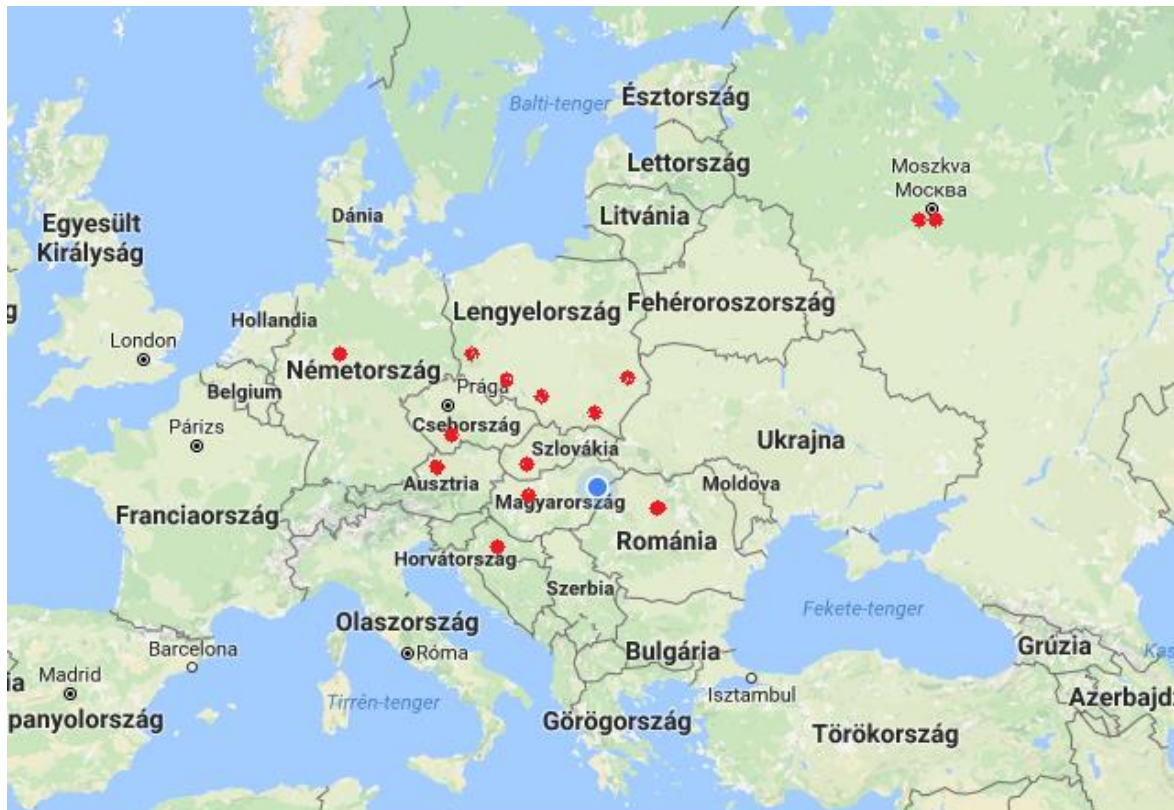 Észtország
Balti-tenger
Lettország
Moszkva
Москва
Litvánia
Dánia
Egyesült
Királyság
Fehéroroszország
Lengyelország
g
Hollandia
London
Németország
Belgium
Prága
Csehország
Párizs
Ukrajna
Szlovákia
Ausztria
Moldova
Magyarország
Franciaország
Románia
Horvátország
Szerbia
Fekete-tenger
Olaszország
Barcelona
Róma
Bulgária
Grúzia
Kas
Madrid
ia
Isztambul
Tirrén-tenger
Azerbajdz
panyolország
Görögország
Törökország